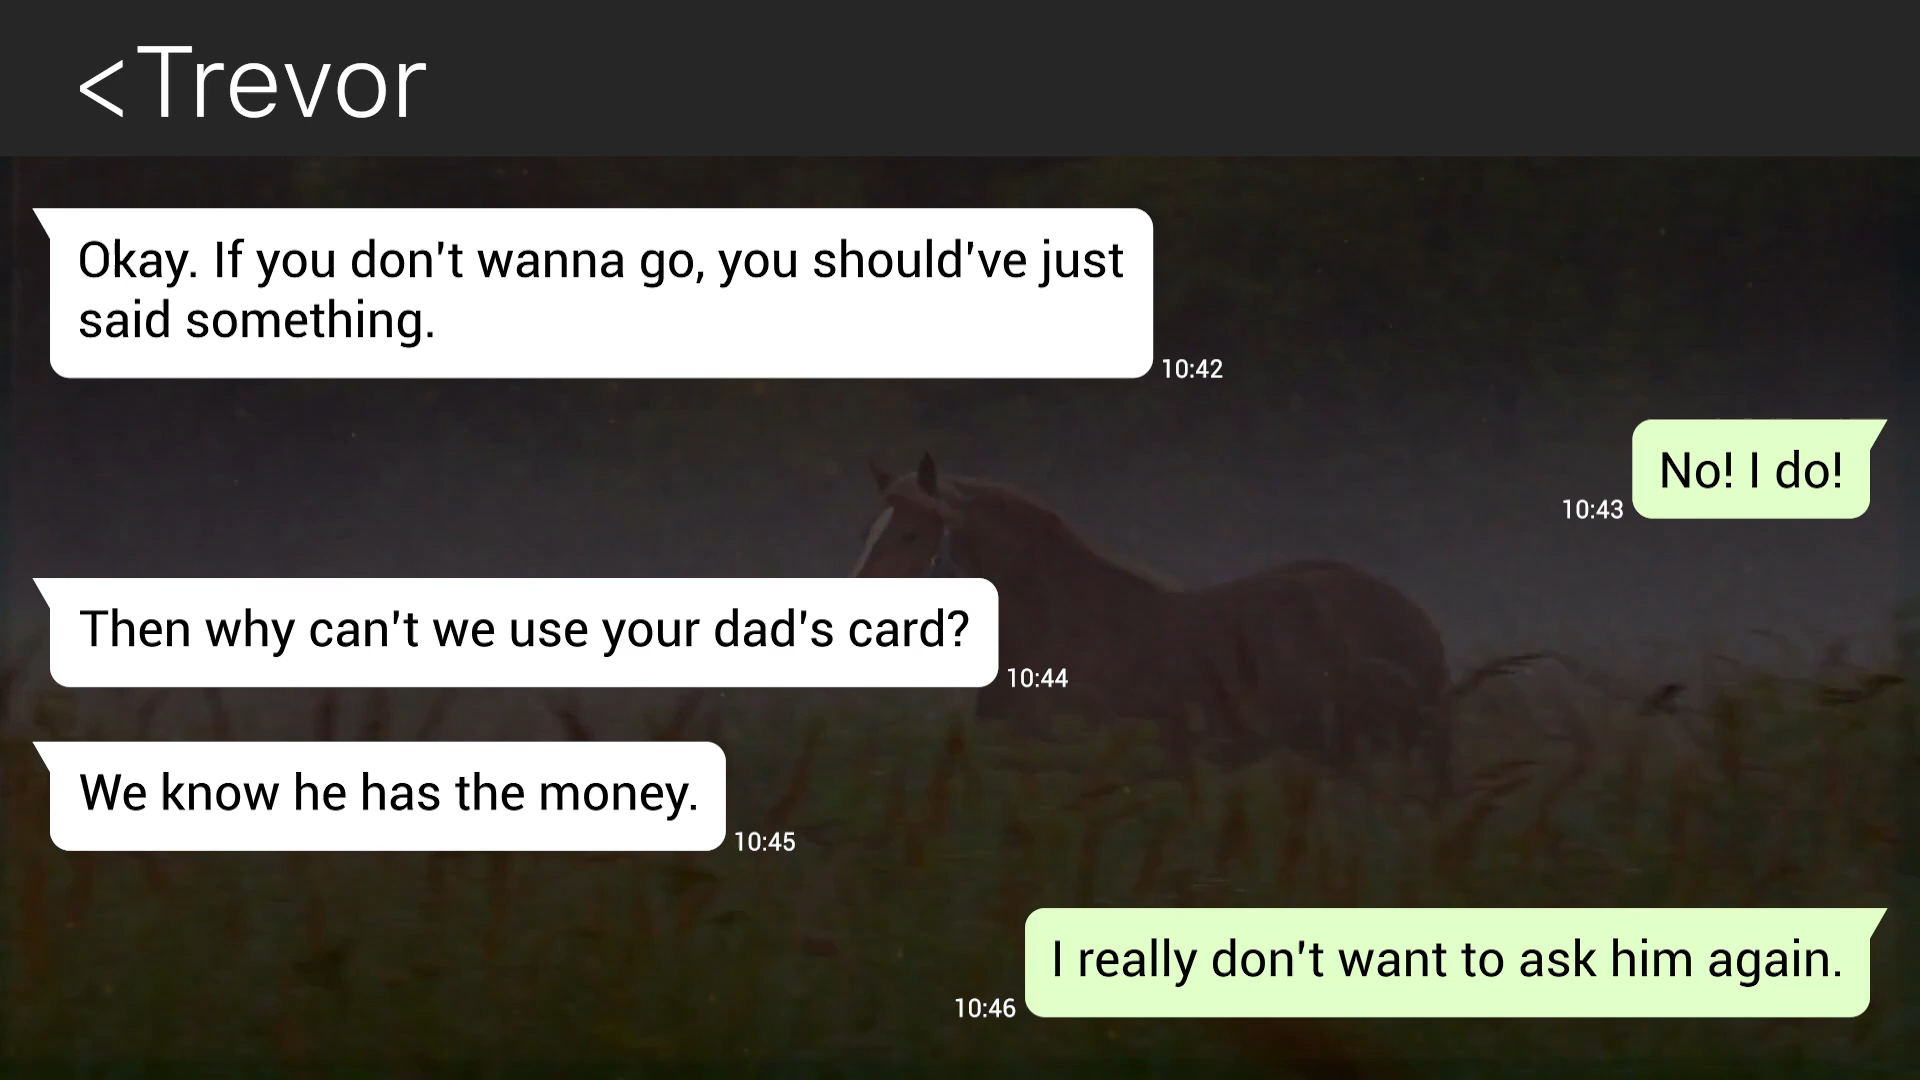 <Trevor
Okay. If you don't wanna go, you should've just
said something.
10:42
No! I do!
10:43
Then why can't we use your dad's card?
10:44
We know he has the money.
10:45
I really don't want to ask him again.
10:46